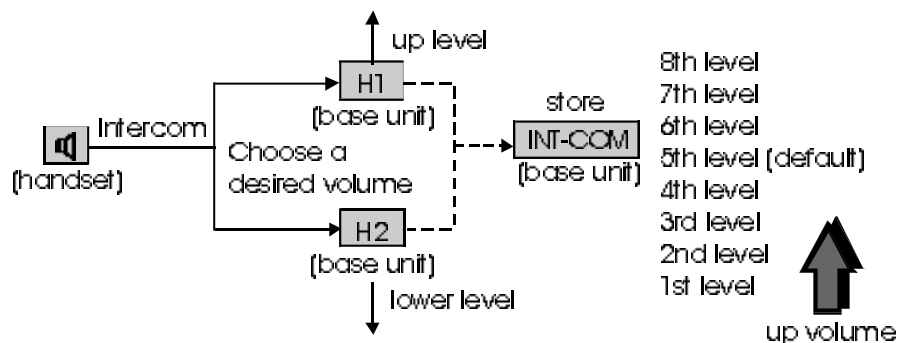 up level
H1
(base unit)
Intercom
(handset)
Choose a
desired volume
H2
(base unit)
lower level
store
INT-COM
(base unit)
8th level
7th level
6th level
5th level (default)
4th level
3rd level
2nd level
1st level
up volume